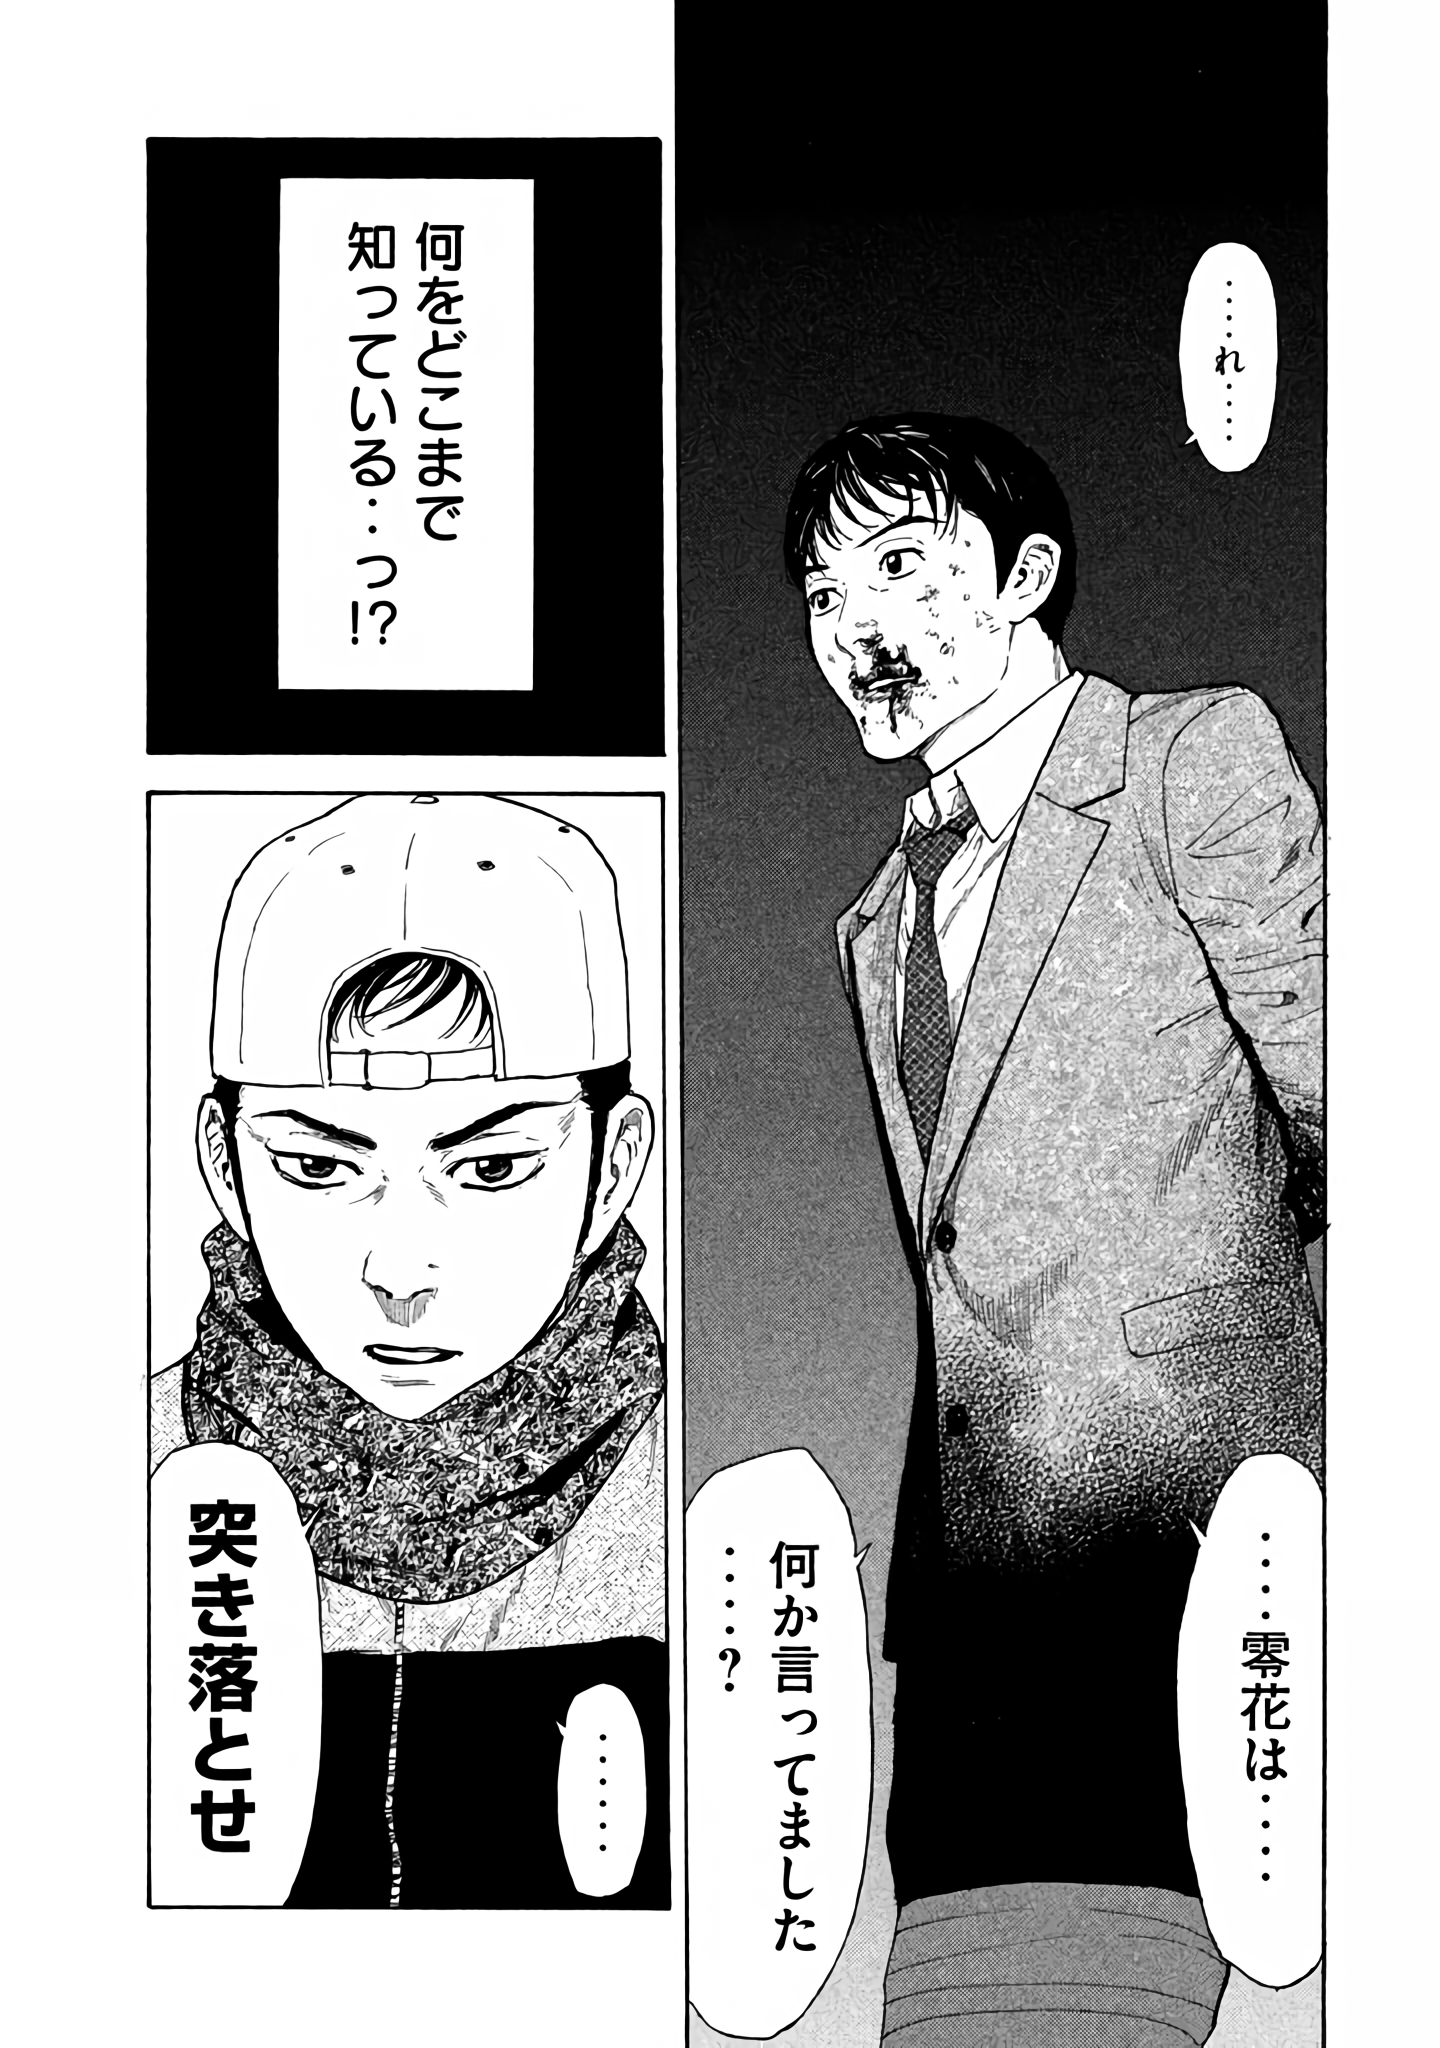 ‥‥‥れ‥‥‥
‥‥零花は‥‥
何か言ってました
‥‥‥?
何をどこまで
知っている‥っ!?
‥‥‥‥
突き落とせ